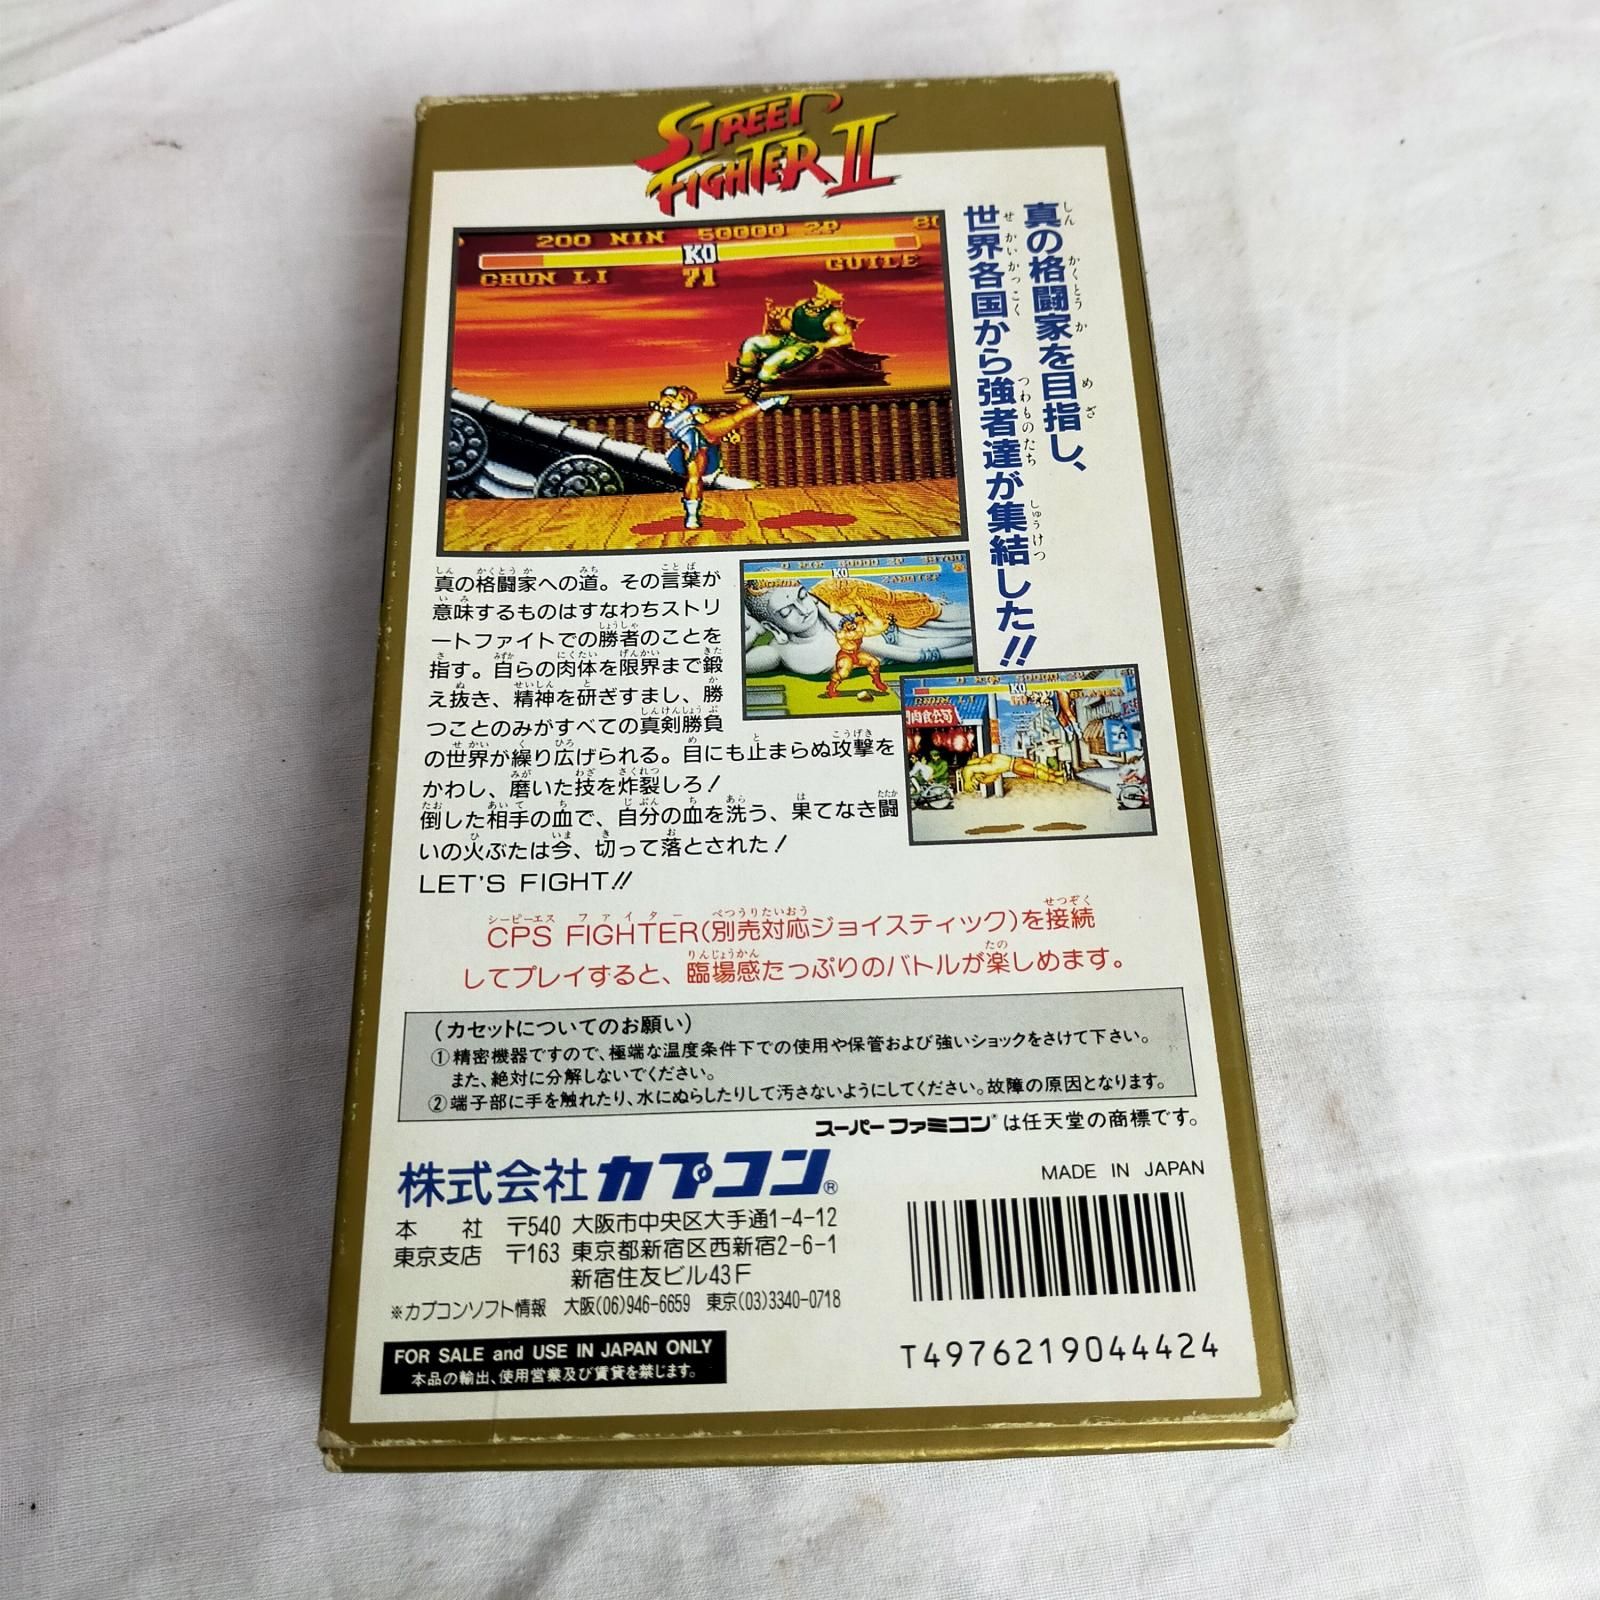 STREET
FIGHTER II
真の格闘家を目指し、
世界各国から強者達が集結した!!
200 NIN 50000 2P
KO
CHUN LI 71 GUILE
真の格闘家への道。その言葉が
意味するものはすなわちストリ
ートファイトでの勝者のことを
指す。自らの肉体を限界まで鍛
え抜き、精神を研ぎすまし、勝
つことのみがすべての真剣勝負
の世界が繰り広げられる。目にも止まらぬ攻撃を
かわし、磨いた技を炸裂しろ!
倒した相手の血で、自分の血を洗う、果てなき闘
いの火ぶたは今、切って落とされた!
LET'S FIGHT!!
CPS FIGHTER(別売対応ジョイスティック)を接続
してプレイすると、臨場感たっぷりのバトルが楽しめます。
(カセットについてのお願い)
①精密機器ですので、極端な温度条件下での使用や保管および強いショックをさけて下さい。
また、絶対に分解しないでください。
②端子部に手を触れたり、水にぬらしたりして汚さないようにしてください。故障の原因となります。
スーパーファミコン®は任天堂の商標です。
株式会社カプコン®
MADE IN JAPAN
本 社 〒540 大阪市中央区大手通1-4-12
東京支店 〒163 東京都新宿区西新宿2-6-1
新宿住友ビル43F
※カプコンソフト情報 大阪(06)946-6659 東京(03)3340-0718
FOR SALE and USE IN JAPAN ONLY
本品の輸出、使用営業及び賃貸を禁じます。
T4976219044424